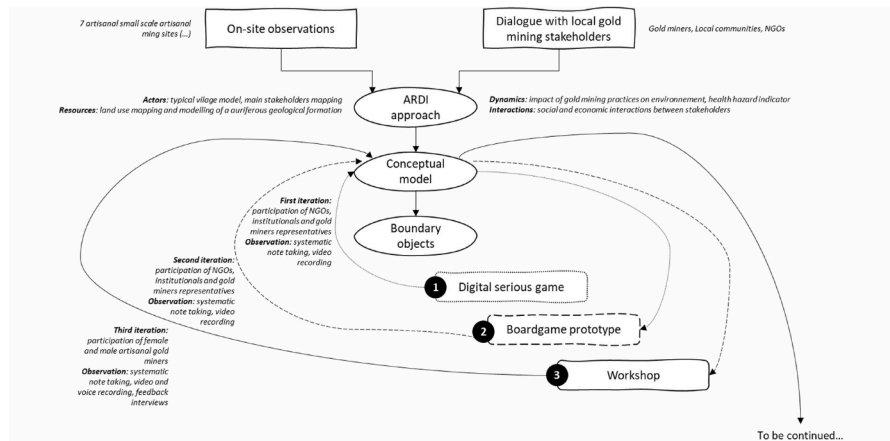 7 artisanal small scale artisanal
ming sites (…)
On-site observations
Dialogue with local gold
mining stakeholders
Gold miners, Local communities, NGOs
Actors: typical vilage model, main stakeholders mapping
Resources: land use mapping and modelling of a auriferous geological formation
ARDI
approach
Dynamics: impact of gold mining practices on environnement, health hazard indicator
Interactions: social and economic interactions between stakeholders
Conceptual
model
First iteration:
participation of NGOs,
institutionals and gold
miners representatives
Observation: systematic
note taking, video
recording
Boundary
objects
Second iteration:
participation of NGOs,
Institutionals and gold
miners representatives
Observation: systematic
note taking, video
recording
1 Digital serious game
2 Boardgame prototype
Third iteration:
participation of female
and male artisanal gold
miners
Observation: systematic
note taking, video and
voice recording, feedback
interviews
3 Workshop
To be continued…